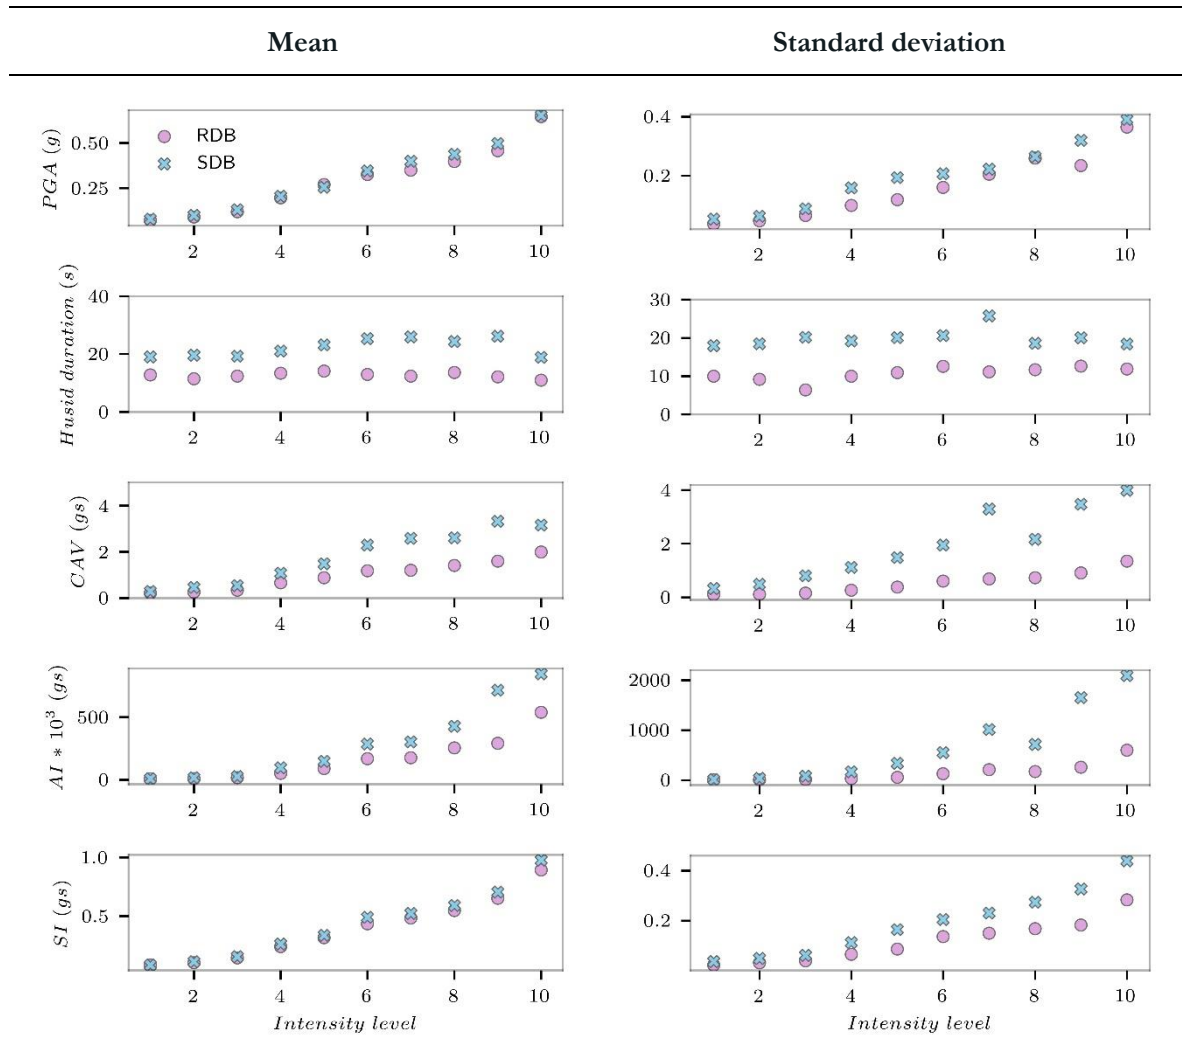 Mean Standard deviation
PGA (g)
0.50
0.25
RDB
SDB
2 4 6 8 10
0.4
0.2
2 4 6 8 10
Husid duration (s)
40
20
0
2 4 6 8 10
30
20
10
0
2 4 6 8 10
CAV (gs)
4
2
0
2 4 6 8 10
4
2
0
2 4 6 8 10
AI * 10³ (gs)
500
0
2 4 6 8 10
2000
1000
0
2 4 6 8 10
SI (gs)
1.0
0.5
2 4 6 8 10
Intensity level
0.4
0.2
2 4 6 8 10
Intensity level